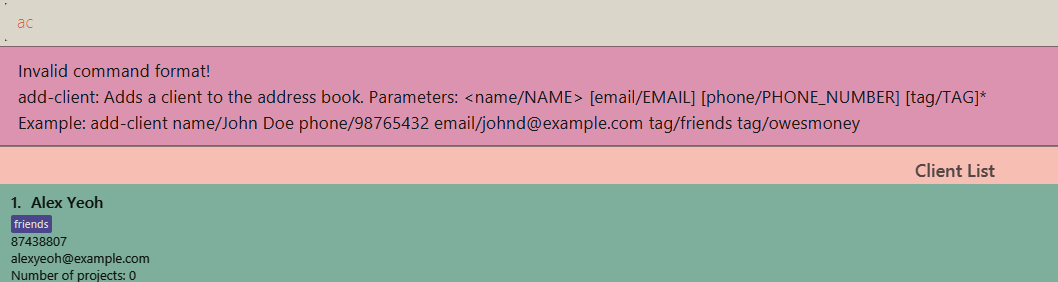 ac
Invalid command format!
add-client: Adds a client to the address book. Parameters: <name/NAME> [email/EMAIL] [phone/PHONE_NUMBER] [tag/TAG]*
Example: add-client name/John Doe phone/98765432 email/johnd@example.com tag/friends tag/owesmoney
Client List
1. Alex Yeoh
friends
87438807
alexyeoh@example.com
Number of projects: 0